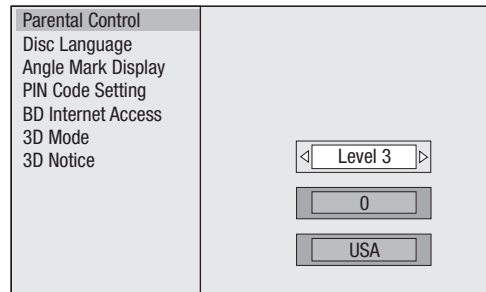 Parental Control
Disc Language
Angle Mark Display
PIN Code Setting
BD Internet Access
3D Mode
3D Notice
Level 3
0
USA